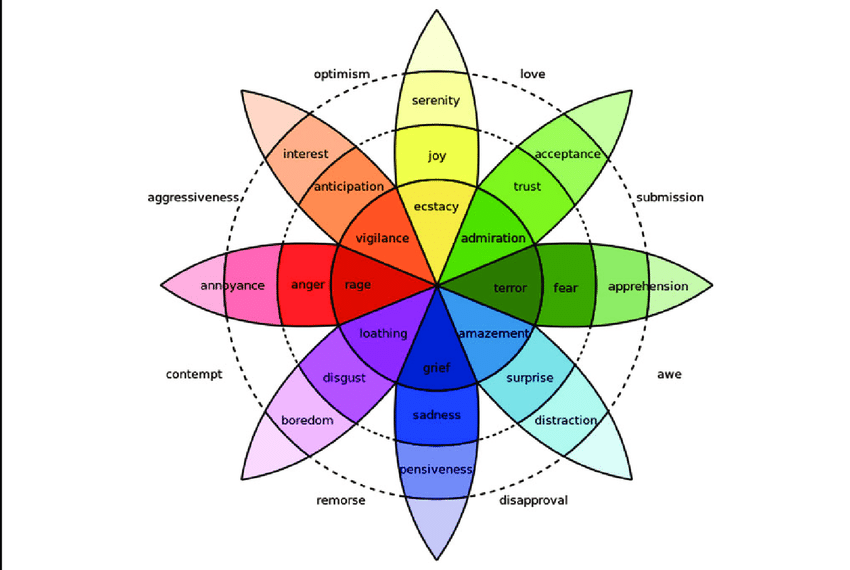 optimism
love
serenity
interest
joy
acceptance
anticipation
trust
aggressiveness
submission
ecstacy
vigilance
admiration
annoyance
anger
rage
terror
fear
apprehension
loathing
amazement
contempt
disgust
grief
surprise
awe
boredom
sadness
distraction
pensiveness
remorse
disapproval